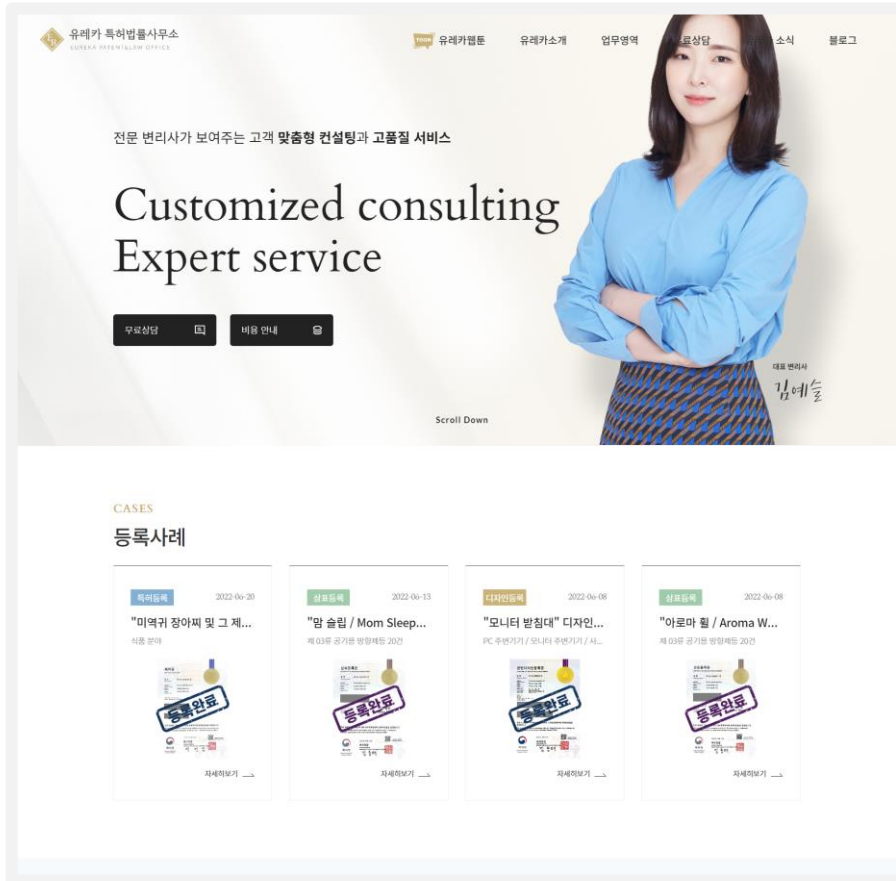 유레카 특허법률사무소
EUREKA PATENT&LAW OFFICE
TOON 유레카웹툰
유레카소개
업무영역
료상담
소식
블로그
전문 변리사가 보여주는 고객 맞춤형 컨설팅과 고품질 서비스
Customized consulting
Expert service
무료상담
비용 안내
대표 변리사
김예슬
Scroll Down
CASES
등록사례
특허등록 2022-06-20
"미역귀 장아찌 및 그 제...
식품 분야
등록완료
자세히보기
상표등록 2022-06-13
"맘 슬립 / Mom Sleep...
제 03류 공기용 방향제등 20건
등록완료
자세히보기
디자인등록 2022-06-08
"모니터 받침대" 디자인...
PC 주변기기 / 모니터 주변기기 / 사...
등록완료
자세히보기
상표등록 2022-06-08
"아로마 휠 / Aroma W...
제 03류 공기용 방향제등 20건
등록완료
자세히보기